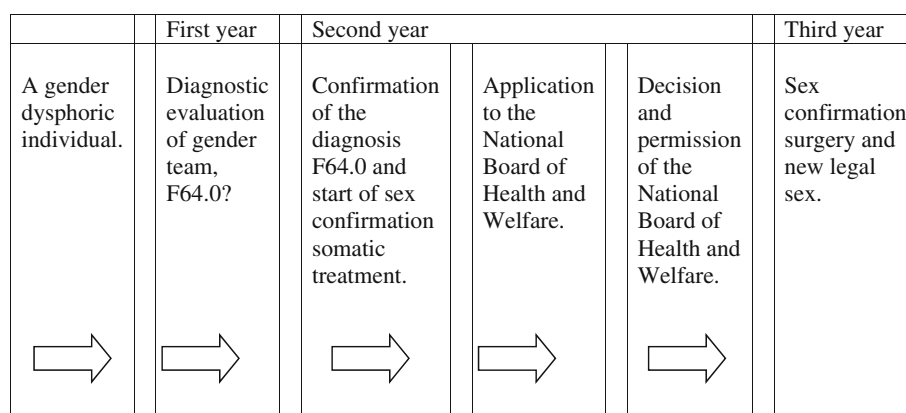 First year
Second year
Third year
A gender
dysphoric
individual.
Diagnostic
evaluation
of gender
team,
F64.0?
Confirmation
of the
diagnosis
F64.0 and
start of sex
confirmation
somatic
treatment.
Application
to the
National
Board of
Health and
Welfare.
Decision
and
permission
of the
National
Board of
Health and
Welfare.
Sex
confirmation
surgery and
new legal
sex.